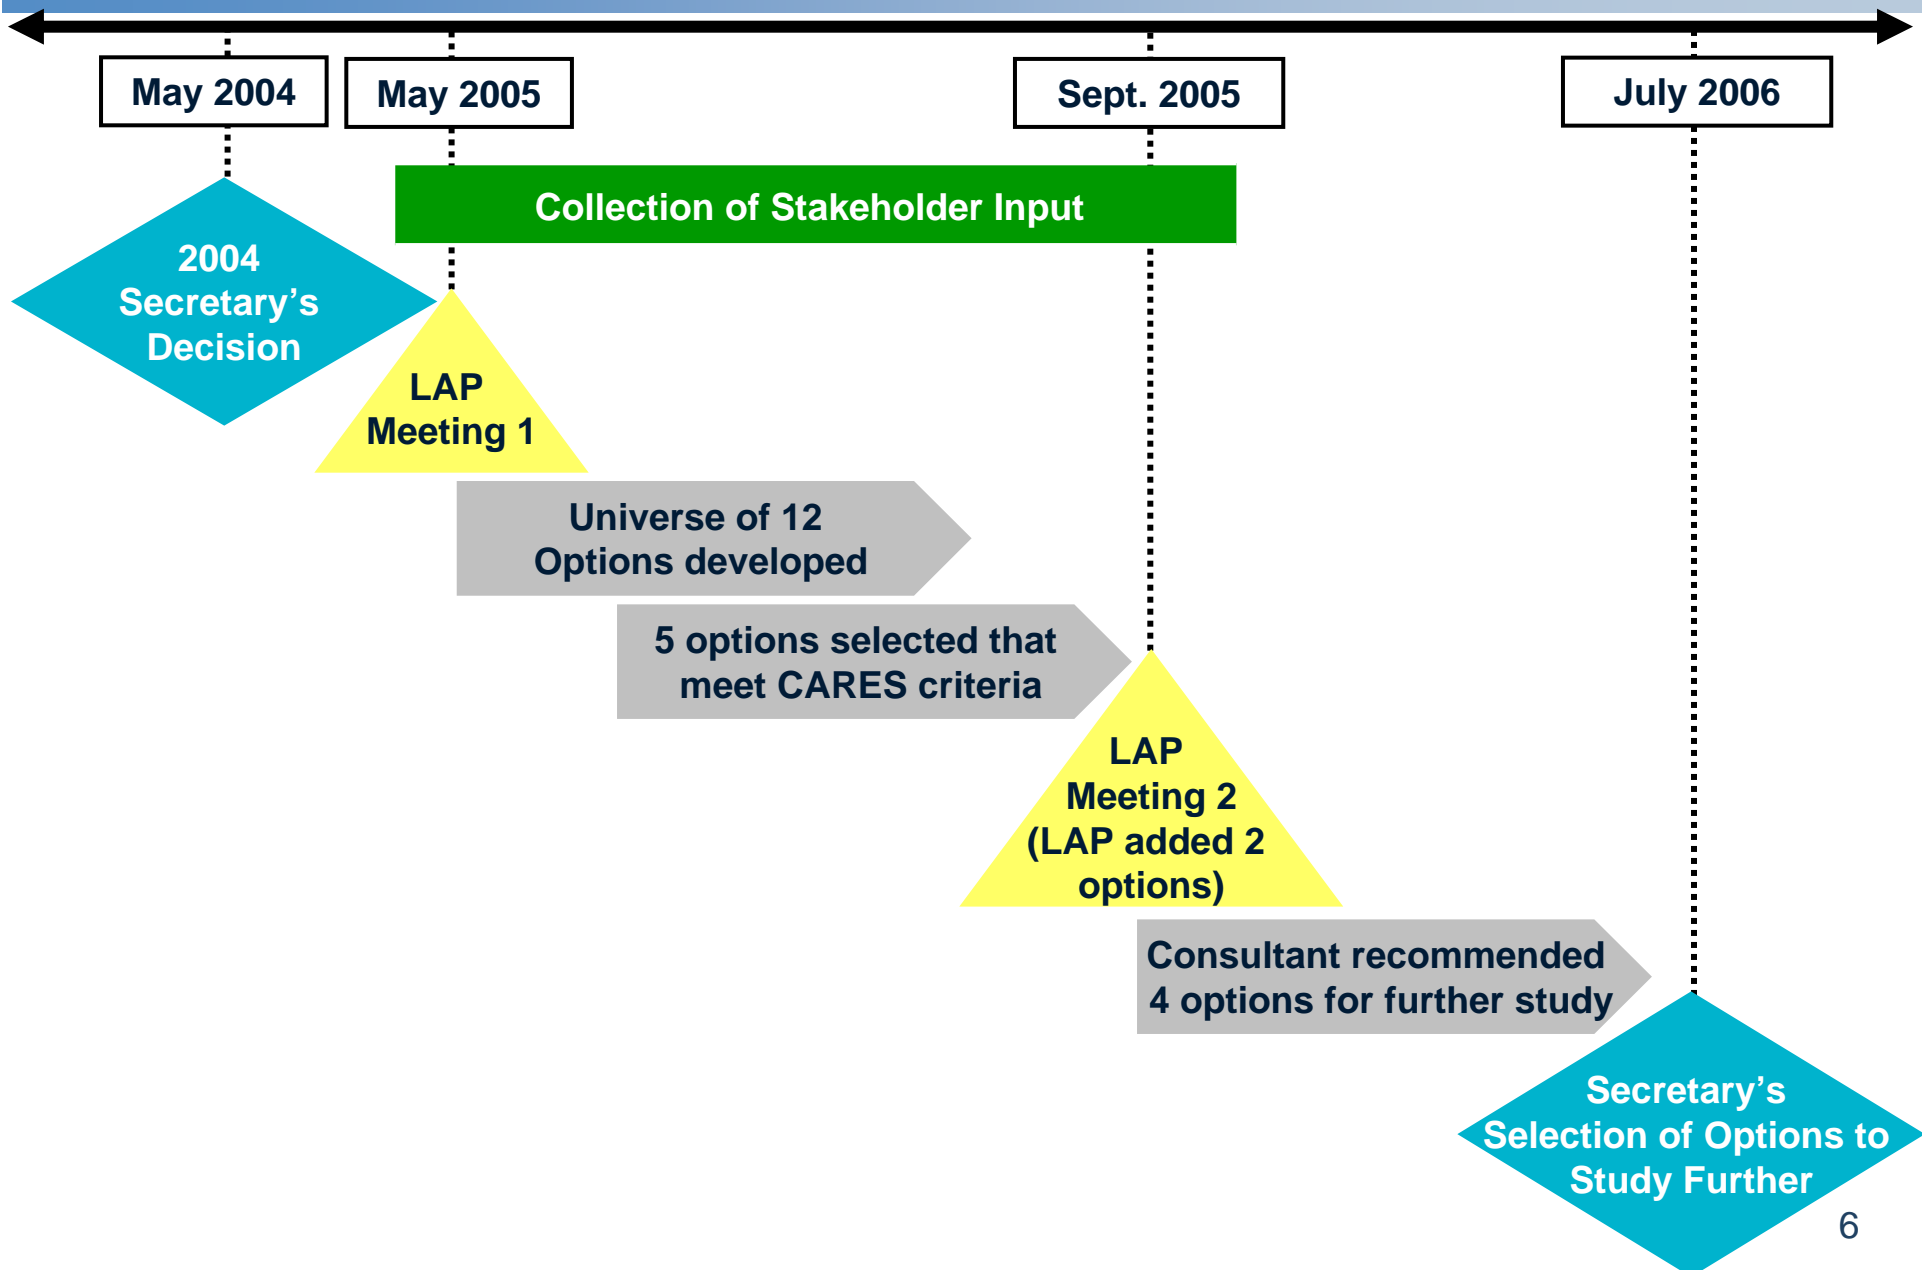 May 2004
May 2005
Sept. 2005
July 2006
Collection of Stakeholder Input
2004
Secretary’s
Decision
LAP
Meeting 1
Universe of 12
Options developed
5 options selected that
meet CARES criteria
LAP
Meeting 2
(LAP added 2
options)
Consultant recommended
4 options for further study
Secretary’s
Selection of Options to
Study Further
6